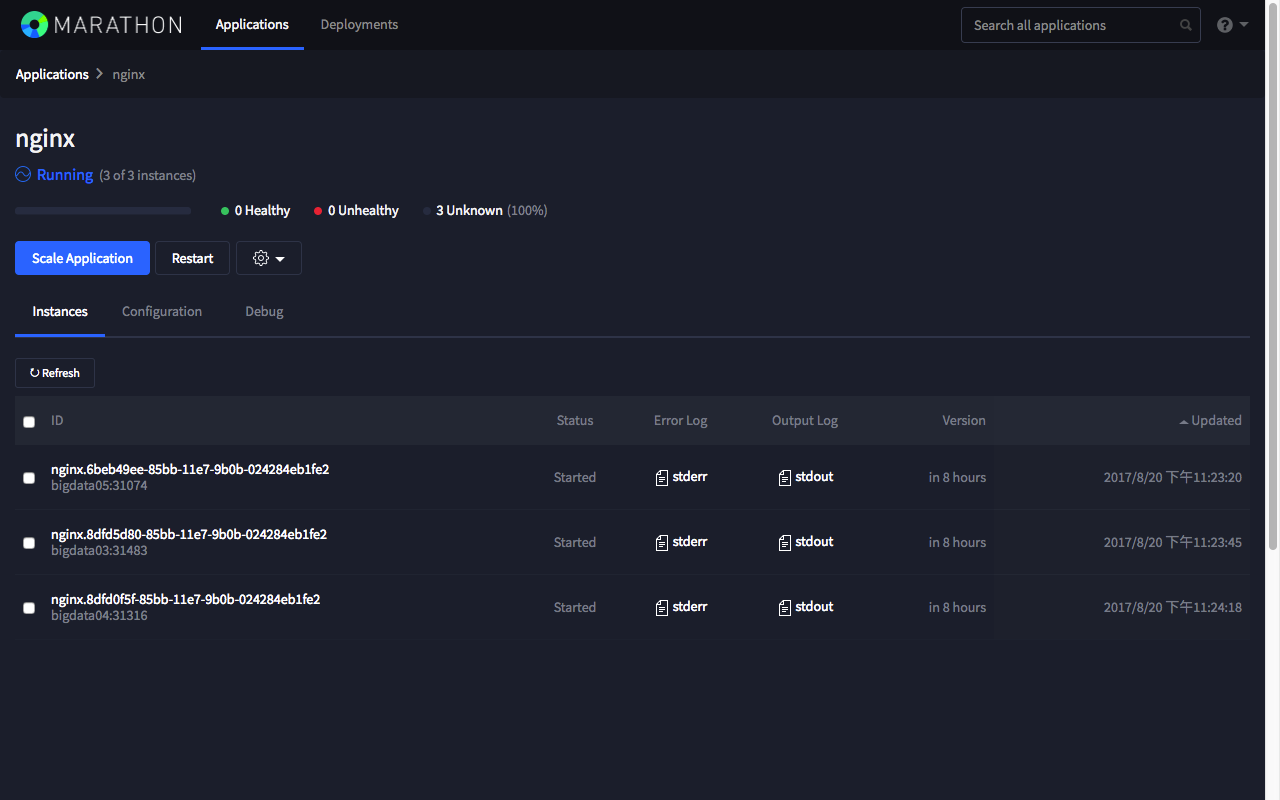 MARATHON Applications Deployments Search all applications ?
Applications nginx
nginx
Running (3 of 3 instances)
0 Healthy 0 Unhealthy 3 Unknown (100%)
Scale Application Restart
Instances Configuration Debug
Refresh
ID Status Error Log Output Log Version Updated
nginx.6beb49ee-85bb-11e7-9b0b-024284eb1fe2
bigdata05:31074 Started stderr stdout in 8 hours 2017/8/20 下午11:23:20
nginx.8dfd5d80-85bb-11e7-9b0b-024284eb1fe2
bigdata03:31483 Started stderr stdout in 8 hours 2017/8/20 下午11:23:45
nginx.8dfd0f5f-85bb-11e7-9b0b-024284eb1fe2
bigdata04:31316 Started stderr stdout in 8 hours 2017/8/20 下午11:24:18